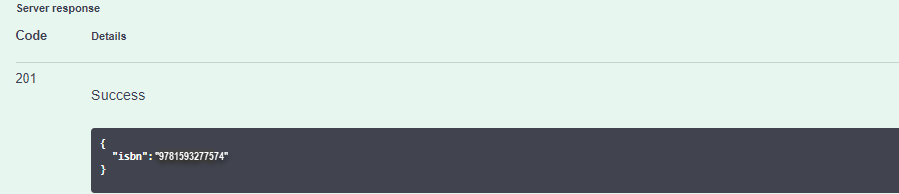 Server response
Code Details
201
Success
{
"isbn":"9781593277574"
}